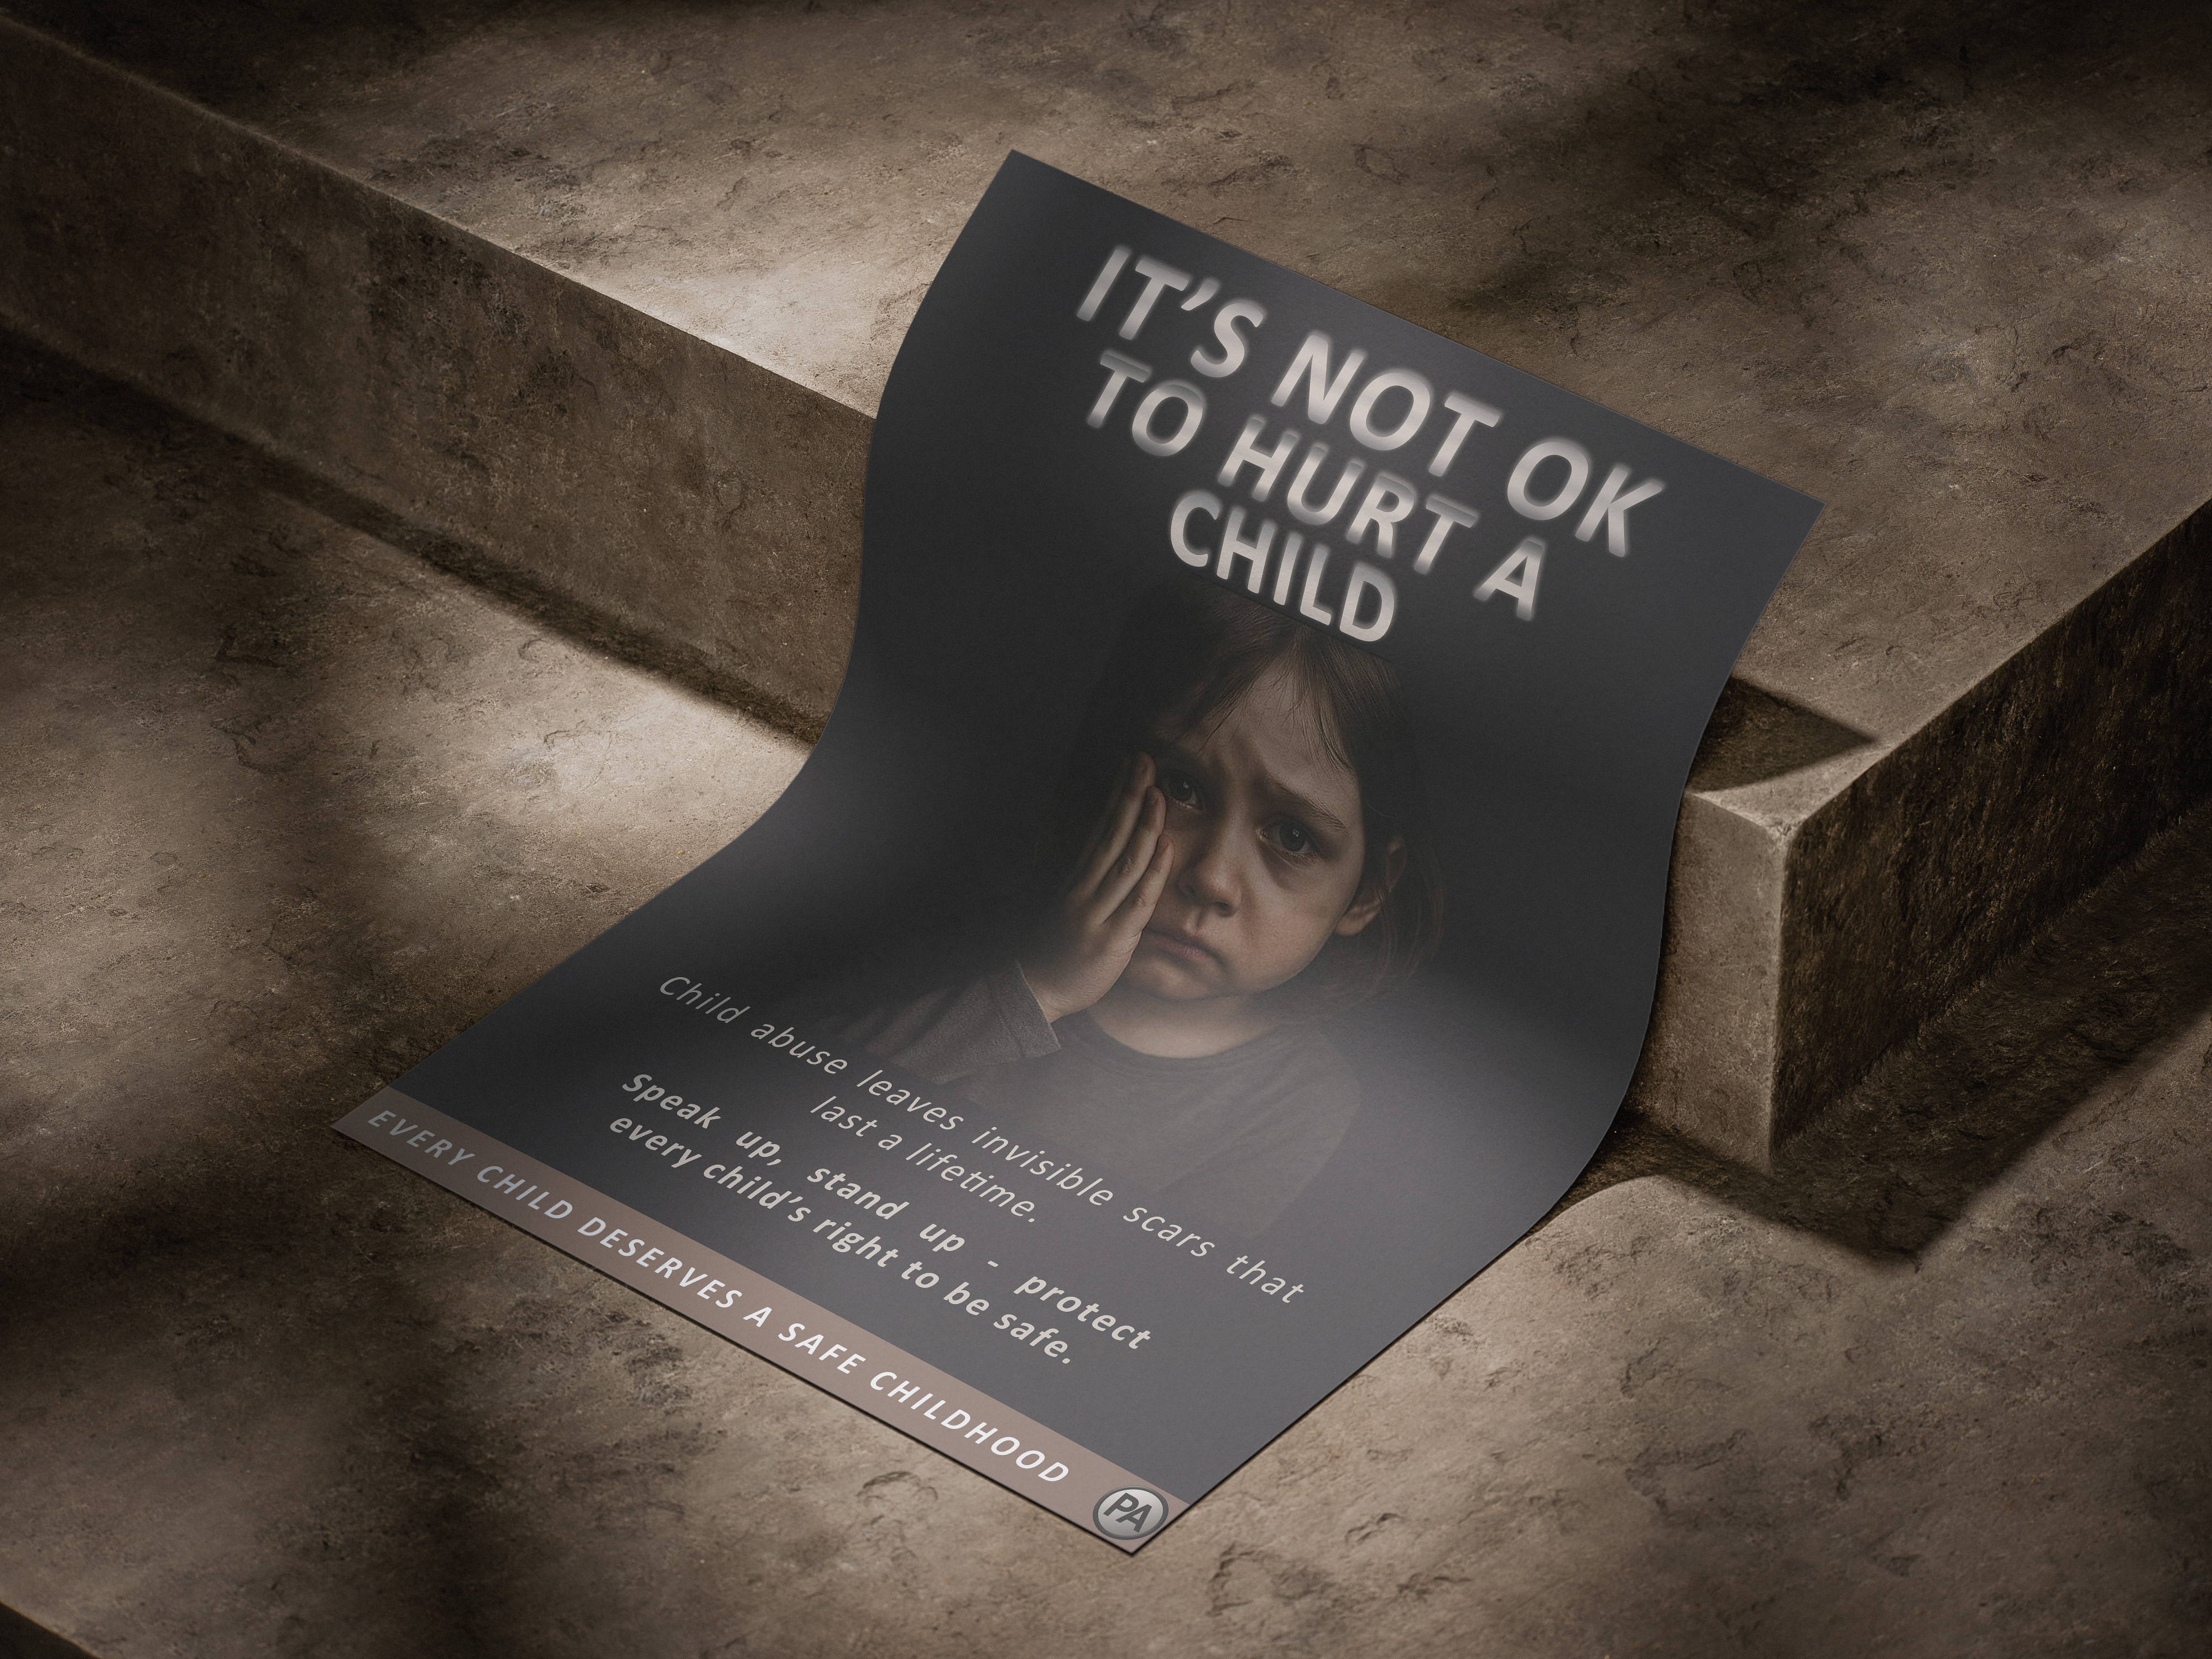 IT’S NOT OK
TO HURT A
CHILD
Child abuse leaves invisible scars that
last a lifetime.
Speak up, stand up - protect
every child’s right to be safe.
EVERY CHILD DESERVES A SAFE CHILDHOOD
PA